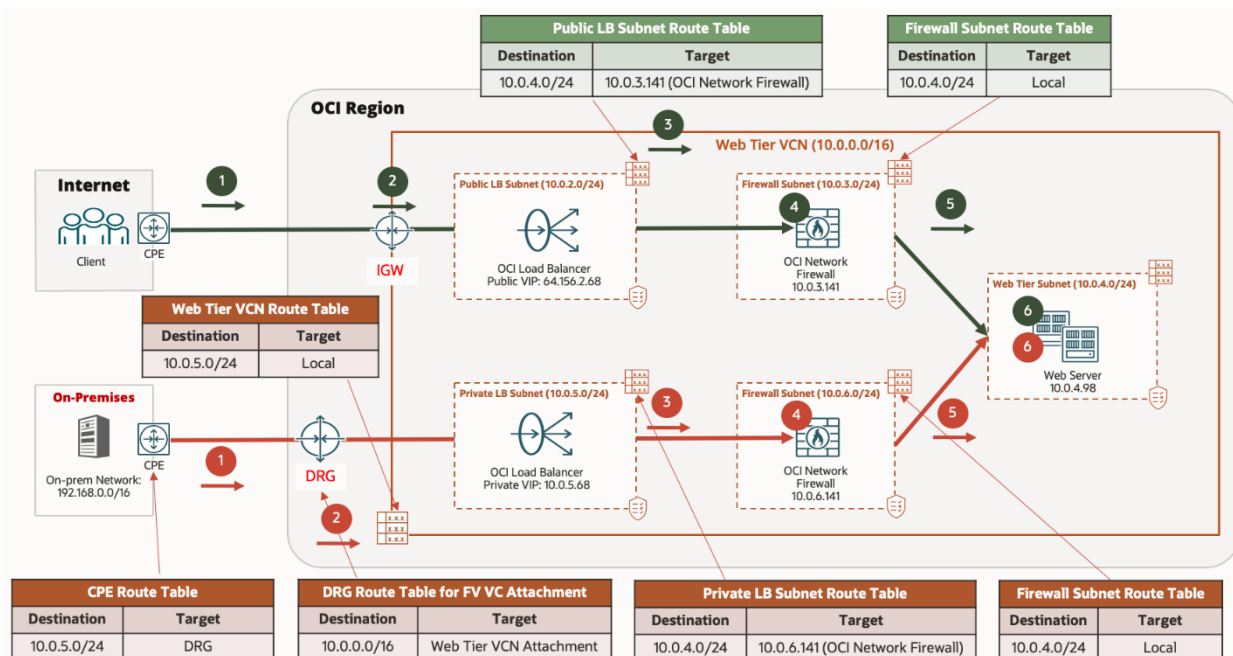 Public LB Subnet Route Table
Destination Target
10.0.4.0/24 10.0.3.141 (OCI Network Firewall)
Firewall Subnet Route Table
Destination Target
10.0.4.0/24 Local
OCI Region
3
Web Tier VCN (10.0.0.0/16)
Internet
Client
CPE
1
2
IGW
Public LB Subnet (10.0.2.0/24)
OCI Load Balancer
Public VIP: 64.156.2.68
Firewall Subnet (10.0.3.0/24)
4
OCI Network
Firewall
10.0.3.141
5
Web Tier Subnet (10.0.4.0/24)
6
6
Web Server
10.0.4.98
Web Tier VCN Route Table
Destination Target
10.0.5.0/24 Local
On-Premises
CPE
On-prem Network:
192.168.0.0/16
1
DRG
2
Private LB Subnet (10.0.5.0/24)
OCI Load Balancer
Private VIP: 10.0.5.68
3
Firewall Subnet (10.0.6.0/24)
4
OCI Network
Firewall
10.0.6.141
5
x.x.x
x.x.x
x.x.x
x.x.x
x.x.x
x.x.x
CPE Route Table
Destination Target
10.0.5.0/24 DRG
DRG Route Table for FV VC Attachment
Destination Target
10.0.0.0/16 Web Tier VCN Attachment
Private LB Subnet Route Table
Destination Target
10.0.4.0/24 10.0.6.141 (OCI Network Firewall)
Firewall Subnet Route Table
Destination Target
10.0.4.0/24 Local